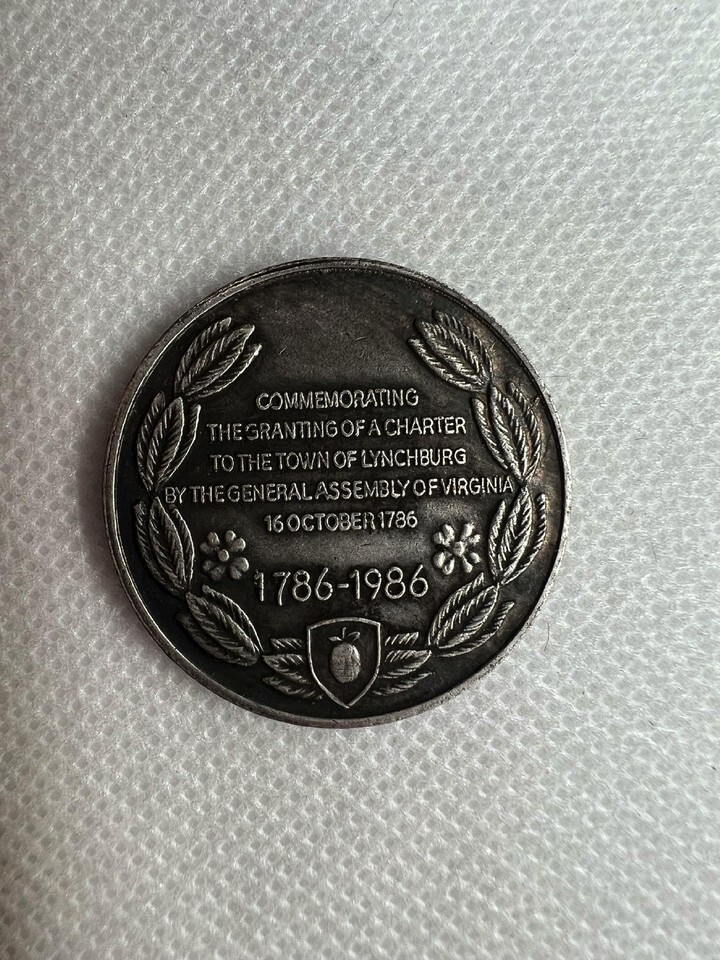 COMMEMORATING
THE GRANTING OF A CHARTER
TO THE TOWN OF LYNCHBURG
BY THE GENERAL ASSEMBLY OF VIRGINIA
16 OCTOBER 1786
1786-1986